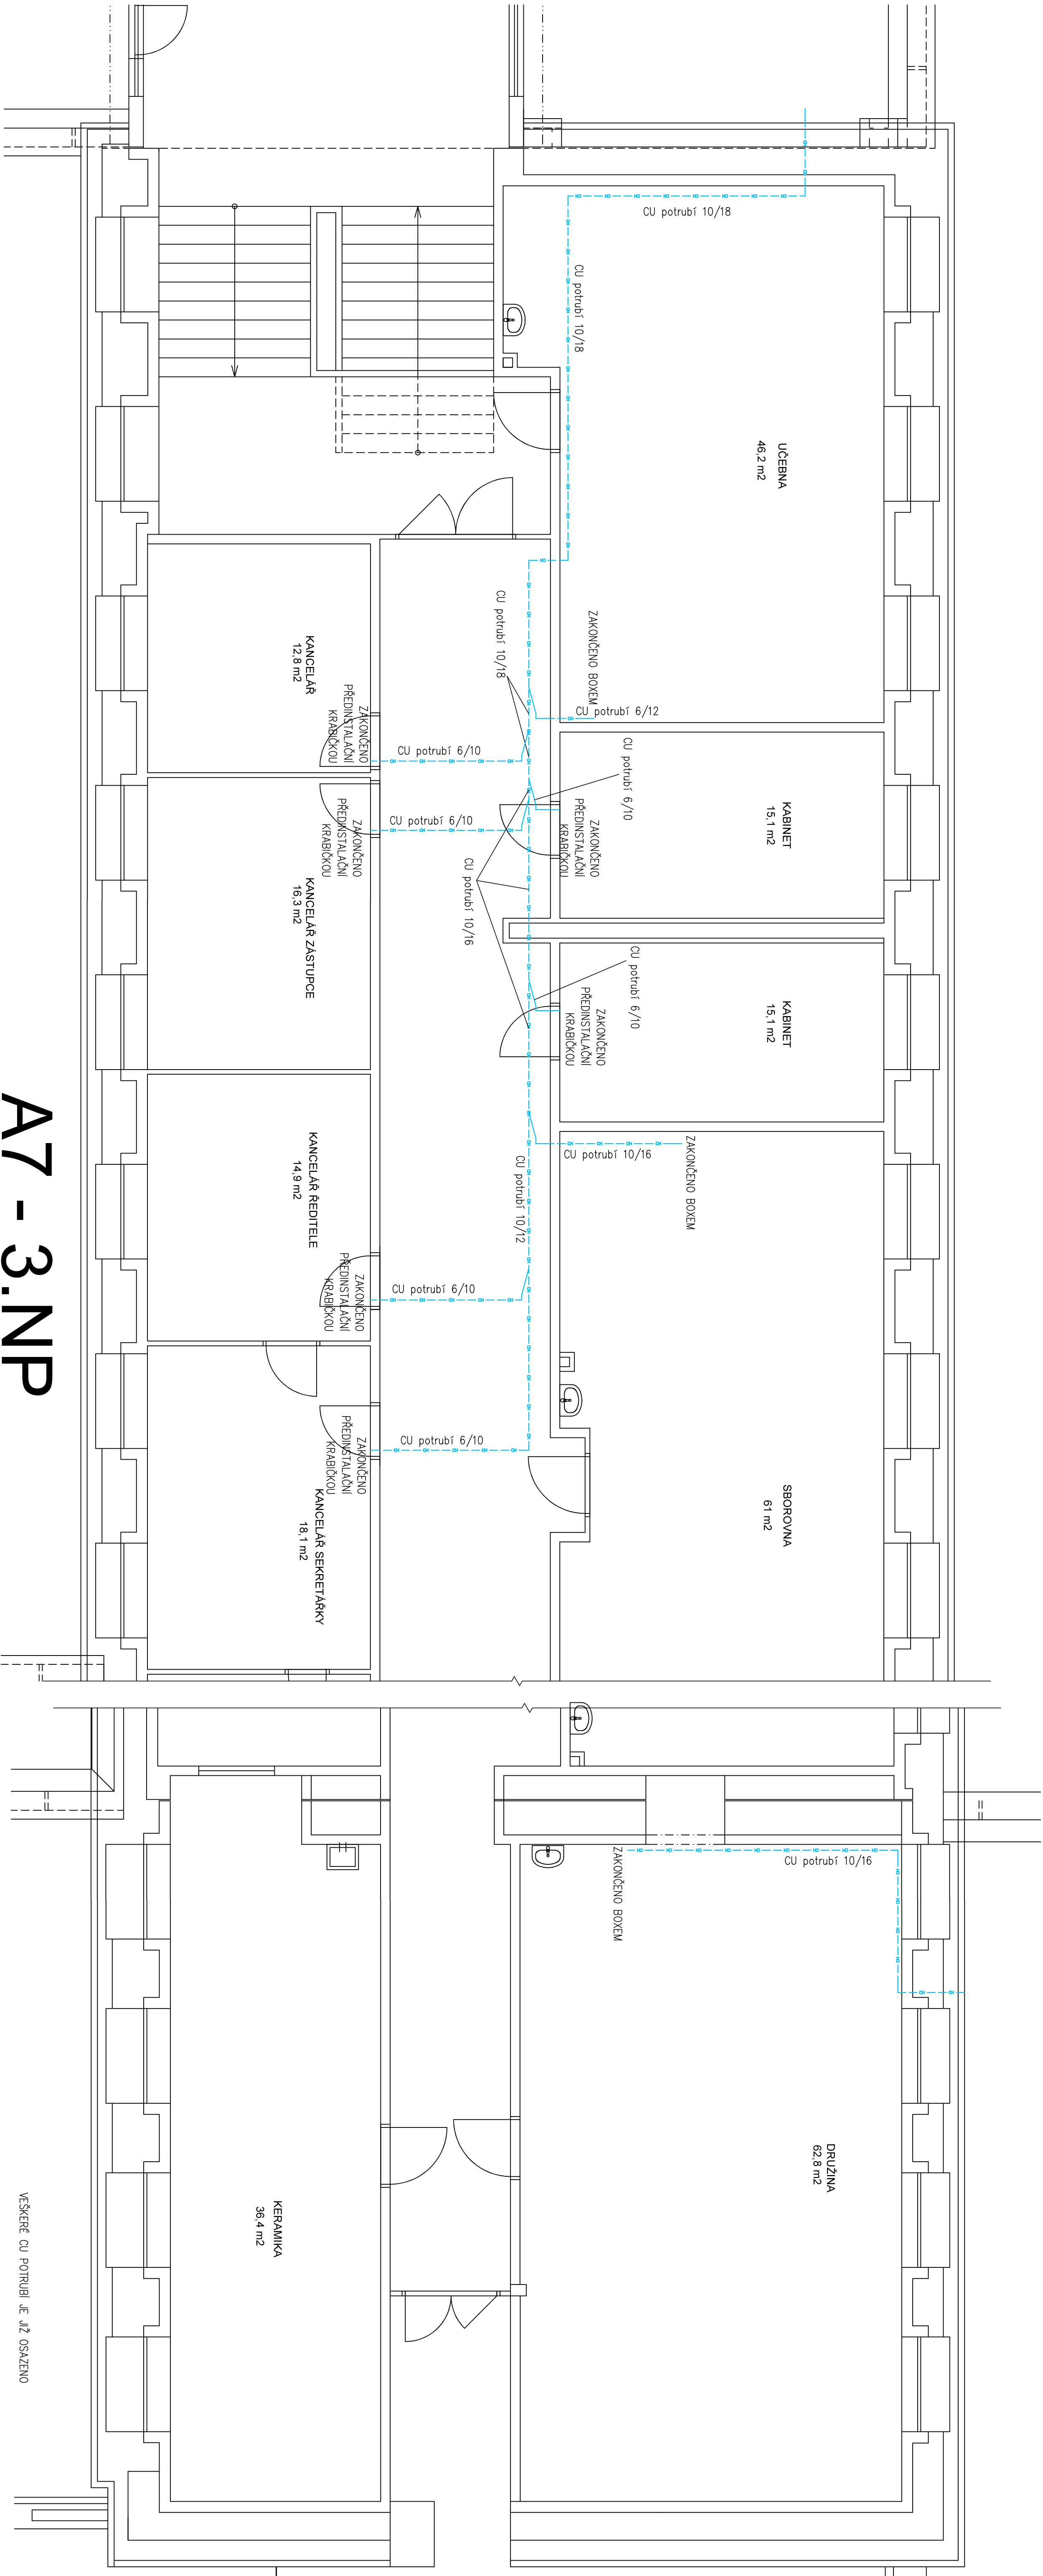 CU potrubí 10/18
CU potrubí 10/18
UČEBNA
46,2 m2
CU potrubí 10/18
ZAKONČENO BOXEM
CU potrubí 6/12
KANCELÁŘ
12,8 m2
ZAKONČENO
PŘEDINSTALAČNÍ
KRABIČKOU
CU potrubí 6/10
CU potrubí 6/10
KABINET
15,1 m2
ZAKONČENO
PŘEDINSTALAČNÍ
KRABIČKOU
CU potrubí 6/10
ZAKONČENO
PŘEDINSTALAČNÍ
KRABIČKOU
KANCELÁŘ ZÁSTUPCE
16,3 m2
CU potrubí 10/16
CU potrubí 6/10
KABINET
15,1 m2
ZAKONČENO
PŘEDINSTALAČNÍ
KRABIČKOU
ZAKONČENO BOXEM
CU potrubí 10/16
CU potrubí 10/12
KANCELÁŘ ŘEDITELE
14,9 m2
CU potrubí 6/10
ZAKONČENO
PŘEDINSTALAČNÍ
KRABIČKOU
CU potrubí 6/10
ZAKONČENO
PŘEDINSTALAČNÍ
KRABIČKOU
KANCELÁŘ SEKRETÁŘKY
18,1 m2
SBOROVNA
61 m2
A7 - 3.NP
CU potrubí 10/16
ZAKONČENO BOXEM
DRUŽINA
62,8 m2
KERAMIKA
36,4 m2
VEŠKERÉ CU POTRUBÍ JE JIŽ OSAZENO